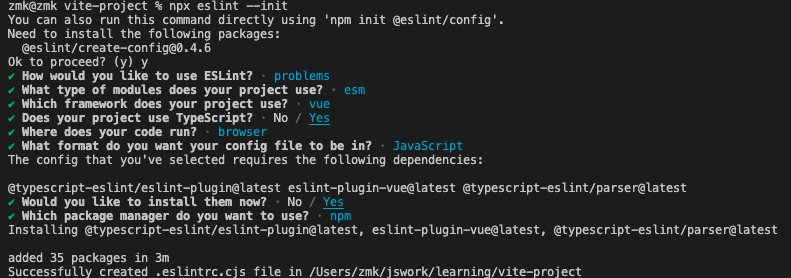 zmk@zmk vite-project % npx eslint --init
You can also run this command directly using 'npm init @eslint/config'.
Need to install the following packages:
  @eslint/create-config@0.4.6
Ok to proceed? (y) y
✔ How would you like to use ESLint? · problems
✔ What type of modules does your project use? · esm
✔ Which framework does your project use? · vue
✔ Does your project use TypeScript? · No / Yes
✔ Where does your code run? · browser
✔ What format do you want your config file to be in? · JavaScript
The config that you've selected requires the following dependencies:

@typescript-eslint/eslint-plugin@latest eslint-plugin-vue@latest @typescript-eslint/parser@latest
✔ Would you like to install them now? · No / Yes
✔ Which package manager do you want to use? · npm
Installing @typescript-eslint/eslint-plugin@latest, eslint-plugin-vue@latest, @typescript-eslint/parser@latest

added 35 packages in 3m
Successfully created .eslintrc.cjs file in /Users/zmk/jswork/learning/vite-project